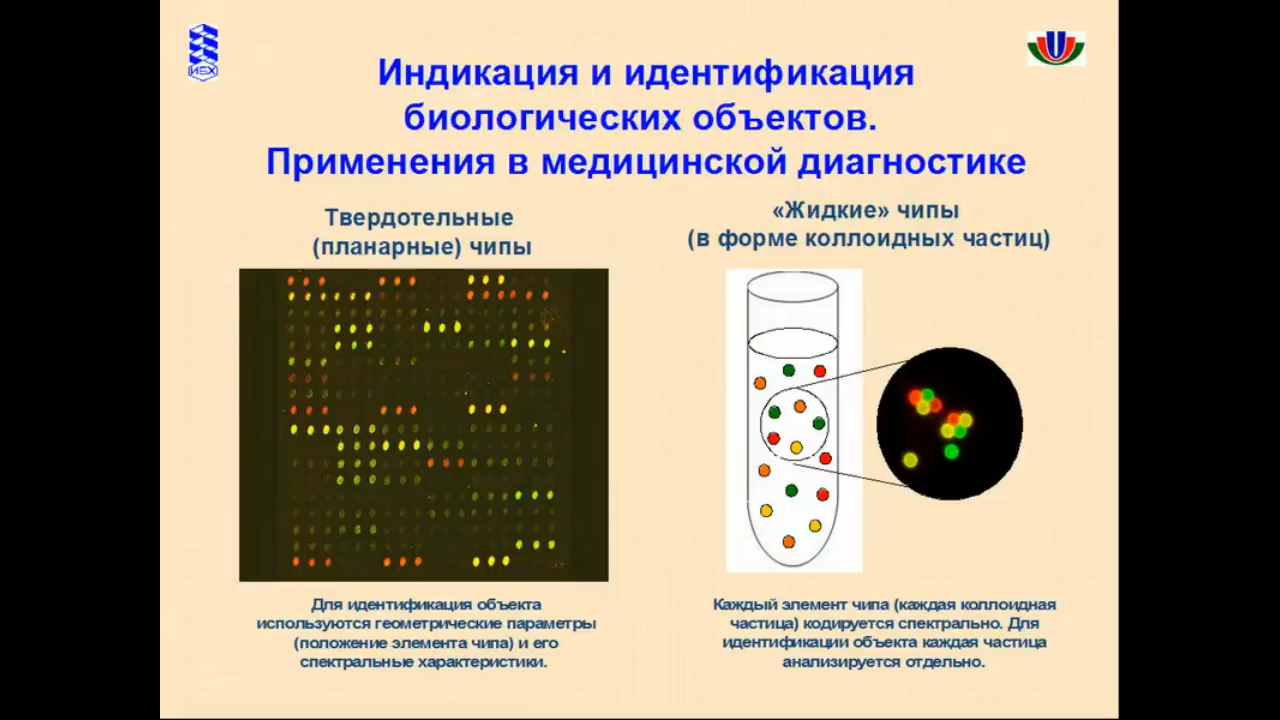 ИБХ
Индикация и идентификация
биологических объектов.
Применения в медицинской диагностике
Твердотельные
(планарные) чипы
«Жидкие» чипы
(в форме коллоидных частиц)
Для идентификация объекта
используются геометрические параметры
(положение элемента чипа) и его
спектральные характеристики.
Каждый элемент чипа (каждая коллоидная
частица) кодируется спектрально. Для
идентификации объекта каждая частица
анализируется отдельно.